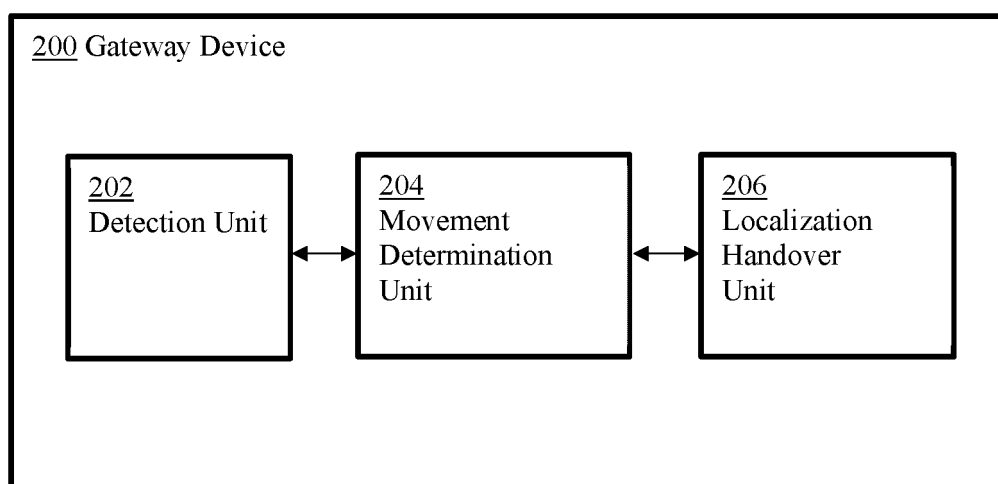 200 Gateway Device
202
Detection Unit
204
Movement
Determination
Unit
206
Localization
Handover
Unit